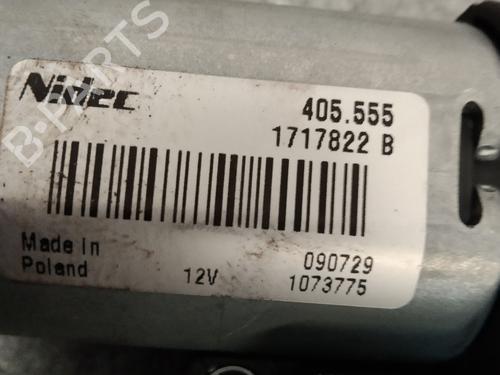 B-PARTS
Nidec
405.555
1717822 B
Made in
Poland
12V
090729
1073775